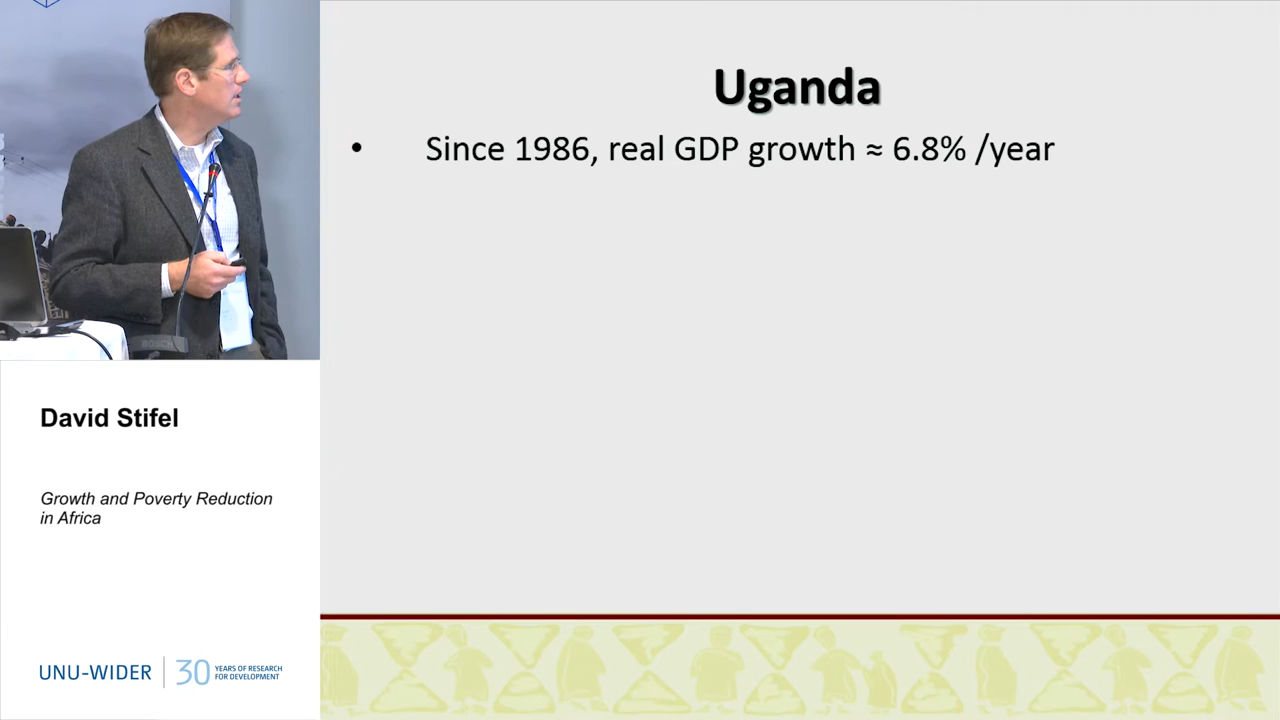 Uganda
• Since 1986, real GDP growth ≈ 6.8% /year
BOSCH
David Stifel
Growth and Poverty Reduction
in Africa
UNU-WIDER | 30 YEARS OF RESEARCH
FOR DEVELOPMENT